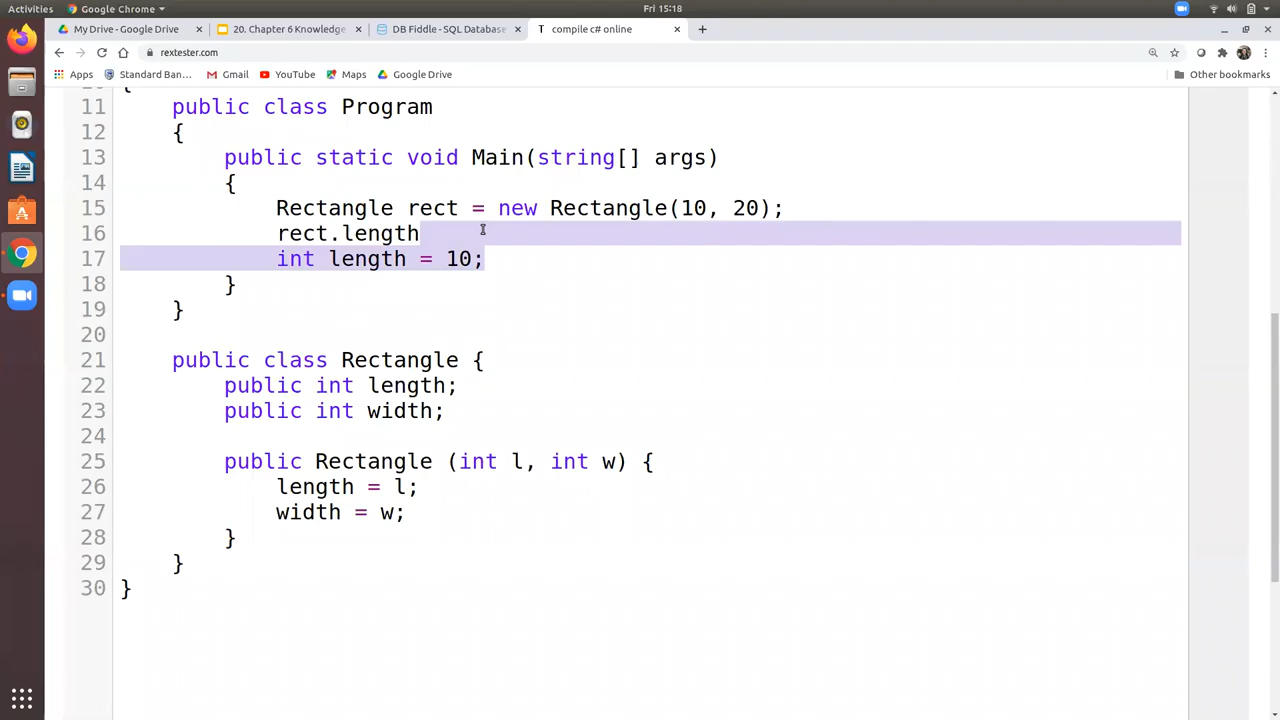 Activities Google Chrome Fri 15:18
My Drive - Google Drive × 20. Chapter 6 Knowledge × DB Fiddle - SQL Database × T compile c# online × +
rextester.com
Apps Standard Ban... Gmail YouTube Maps Google Drive Other bookmarks
{
11 public class Program
12 {
13 public static void Main(string[] args)
14 {
15 Rectangle rect = new Rectangle(10, 20);
16 rect.length
17 int length = 10;
18 }
19 }
20
21 public class Rectangle {
22 public int length;
23 public int width;
24
25 public Rectangle (int l, int w) {
26 length = l;
27 width = w;
28 }
29 }
30 }